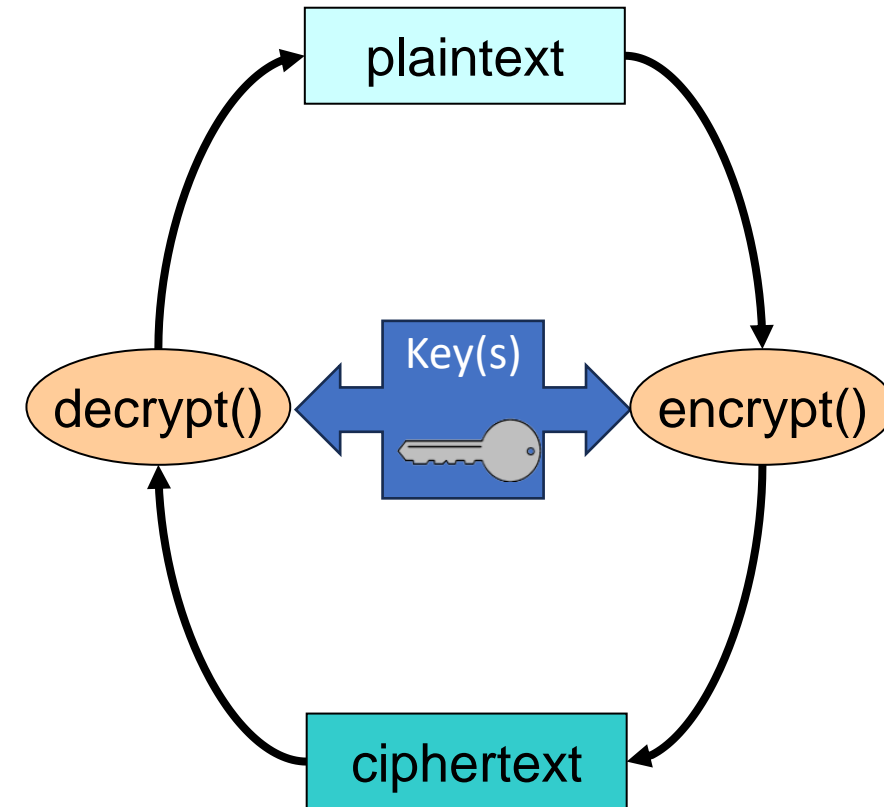 plaintext
Key(s)
decrypt()
encrypt()
ciphertext